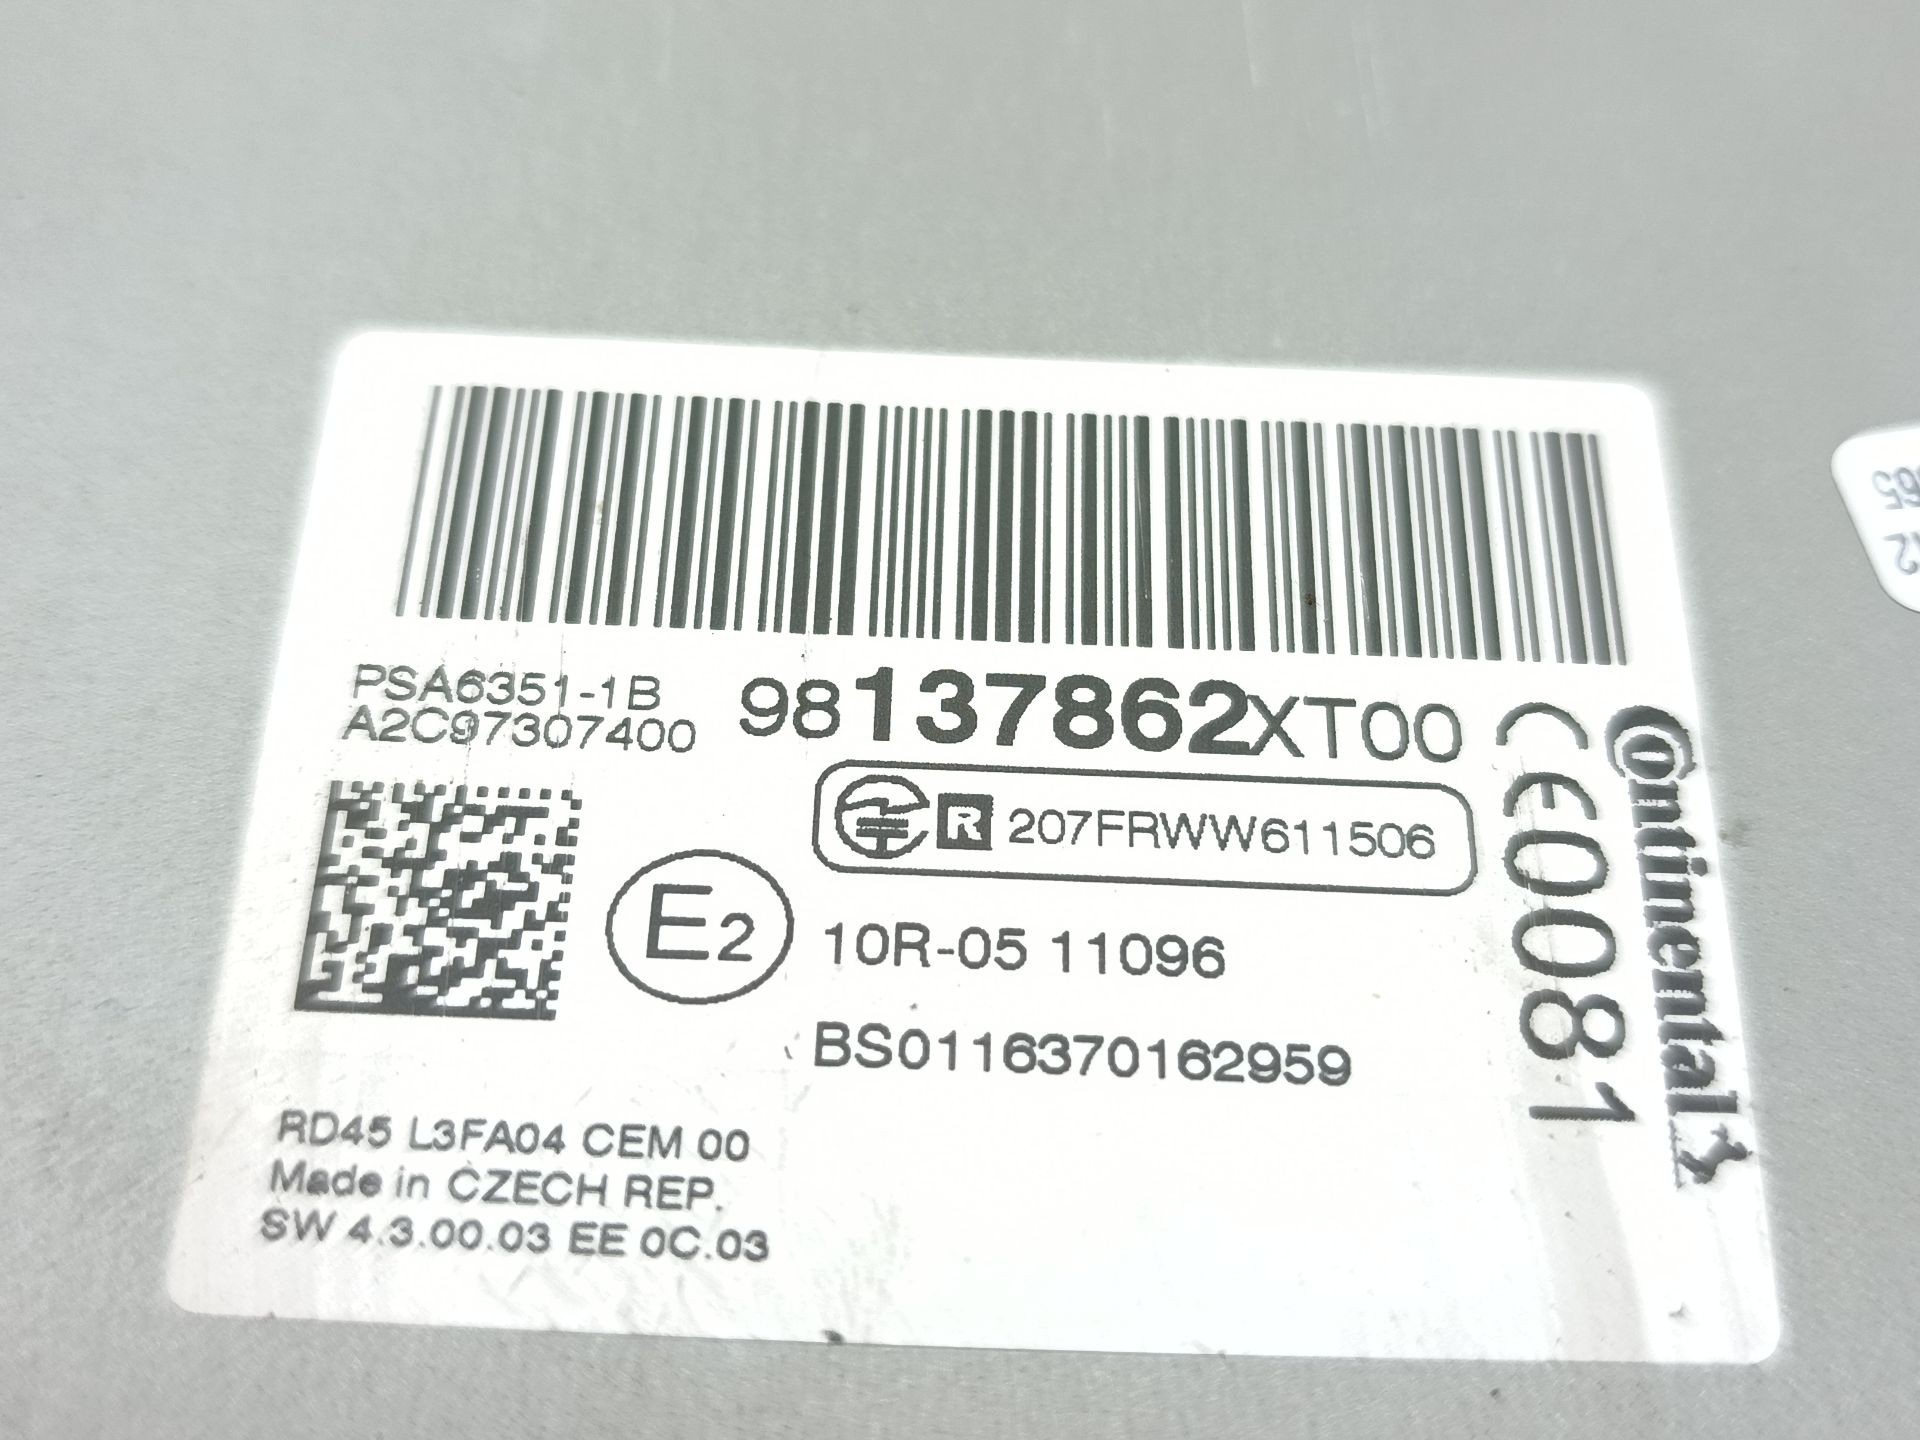 PSA6351-1B
A2C97307400
98137862XT00
R 207FRWW611506
E2
10R-05 11096
BS0116370162959
RD45 L3FA04 CEM 00
Made in CZECH REP.
SW 4.3.00.03 EE 0C.03
CE0081
Continental